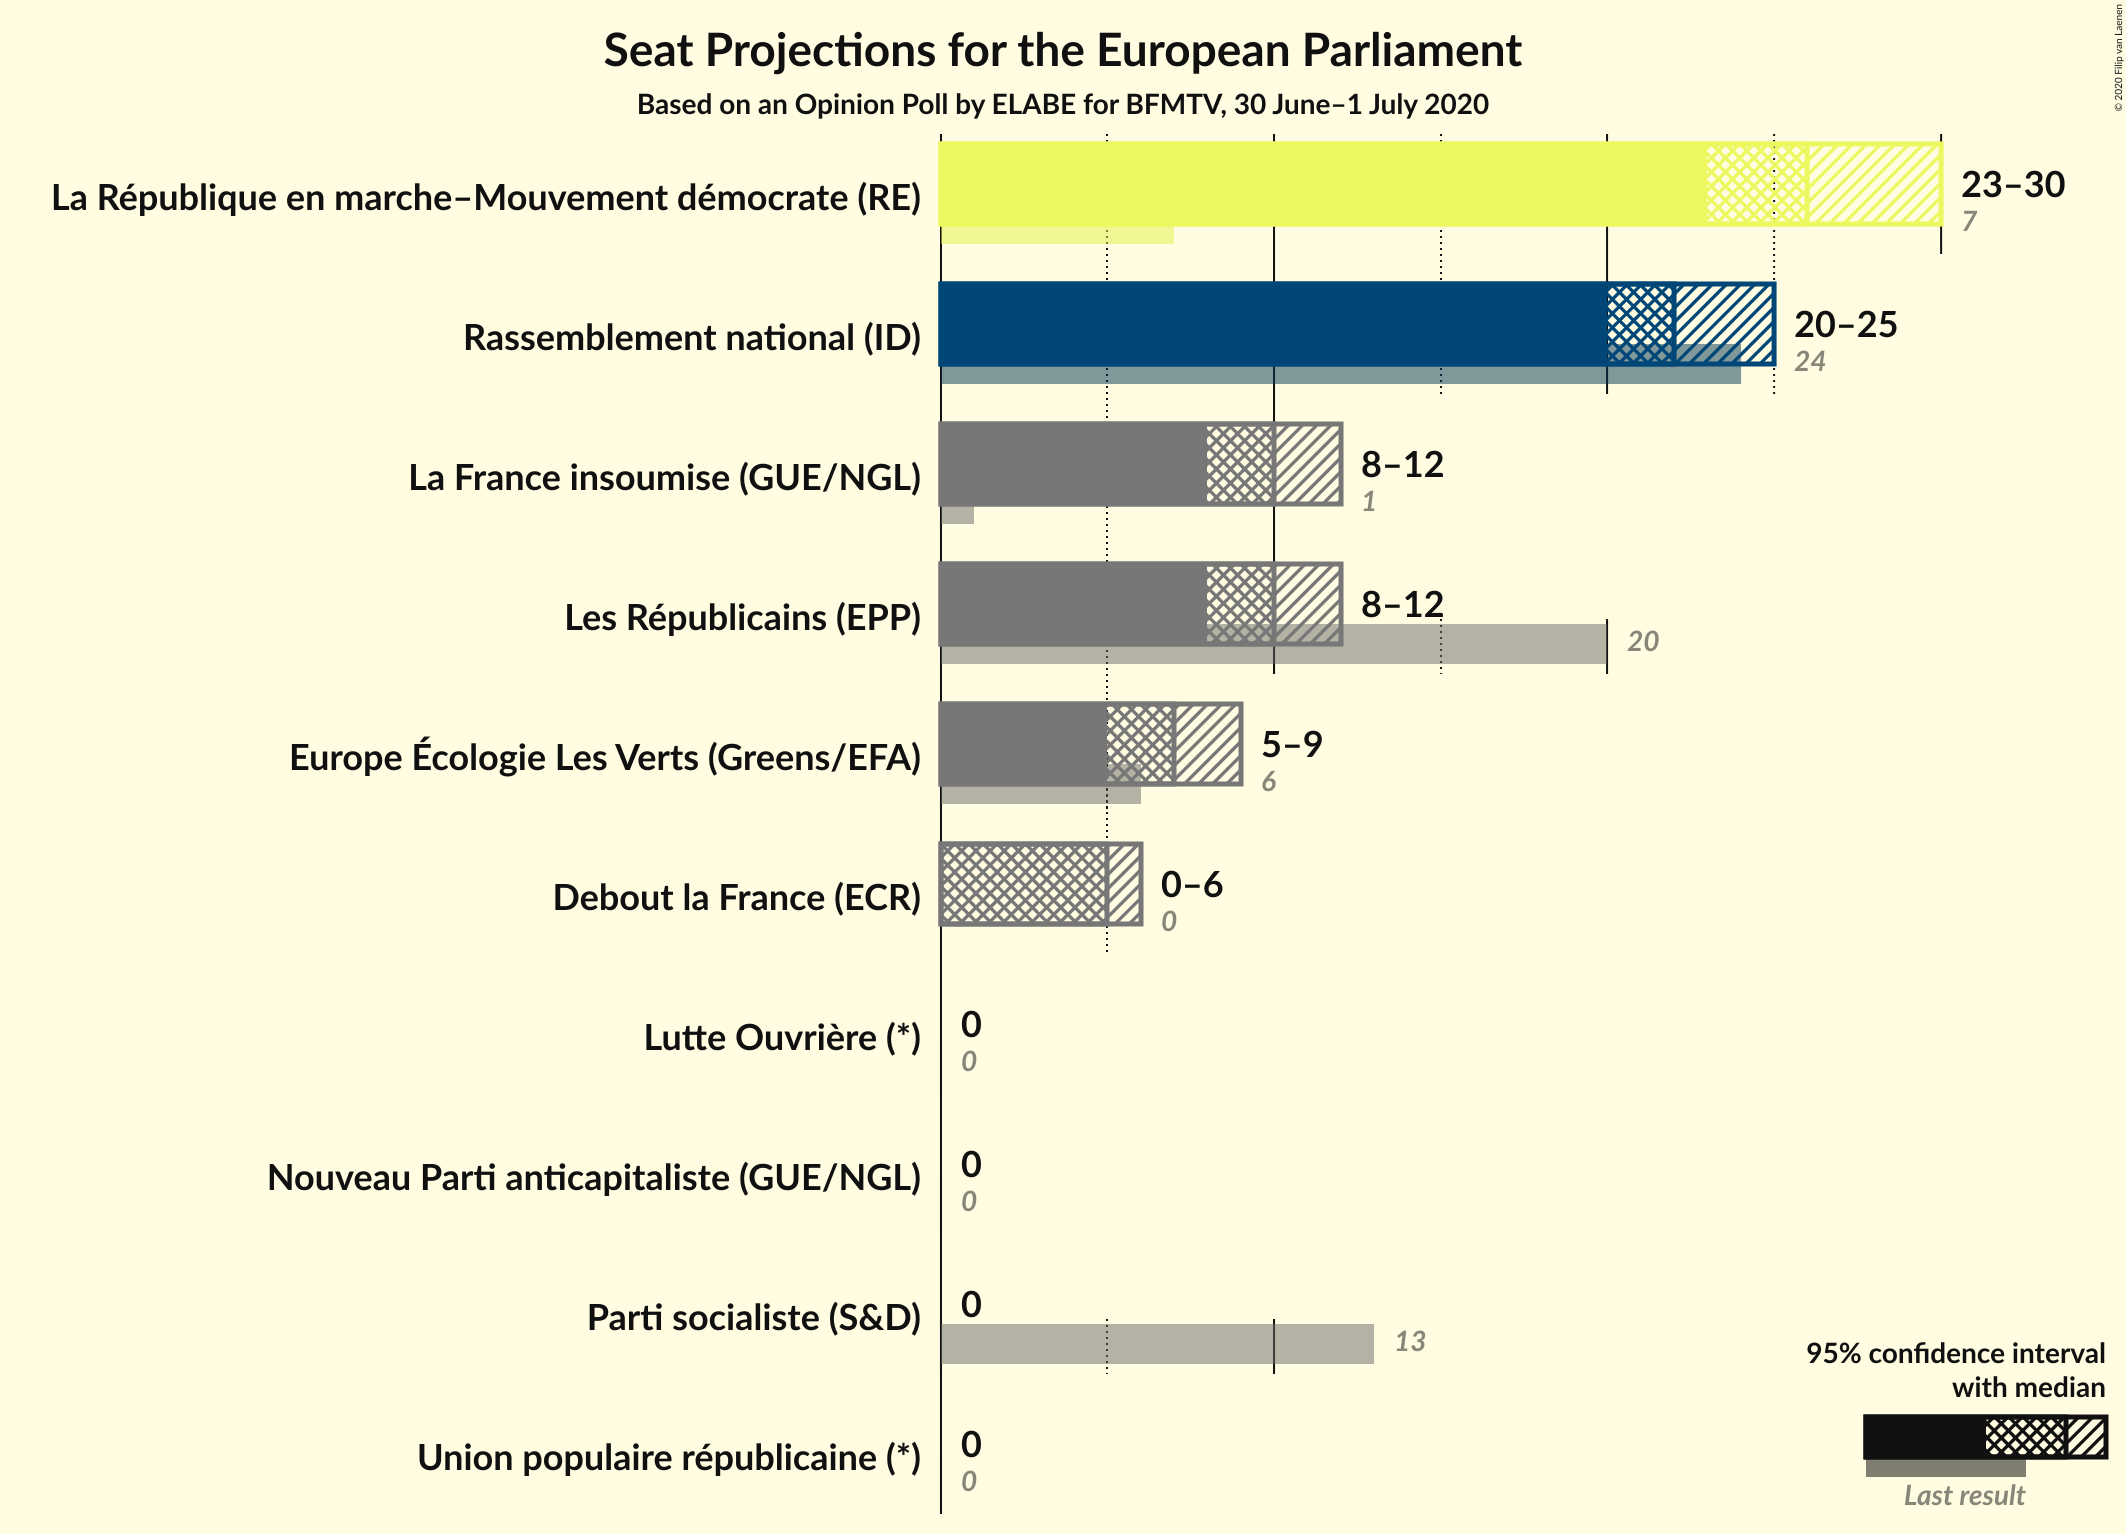 Seat Projections for the European Parliament
Based on an Opinion Poll by ELABE for BFMTV, 30 June–1 July 2020
© 2020 Filip van Laenen
La République en marche–Mouvement démocrate (RE)
23–30
7
Rassemblement national (ID)
20–25
24
La France insoumise (GUE/NGL)
8–12
1
Les Républicains (EPP)
8–12
20
Europe Écologie Les Verts (Greens/EFA)
5–9
6
Debout la France (ECR)
0–6
0
Lutte Ouvrière (*)
0
0
Nouveau Parti anticapitaliste (GUE/NGL)
0
0
Parti socialiste (S&D)
0
13
Union populaire républicaine (*)
0
0
95% confidence interval
with median
Last result